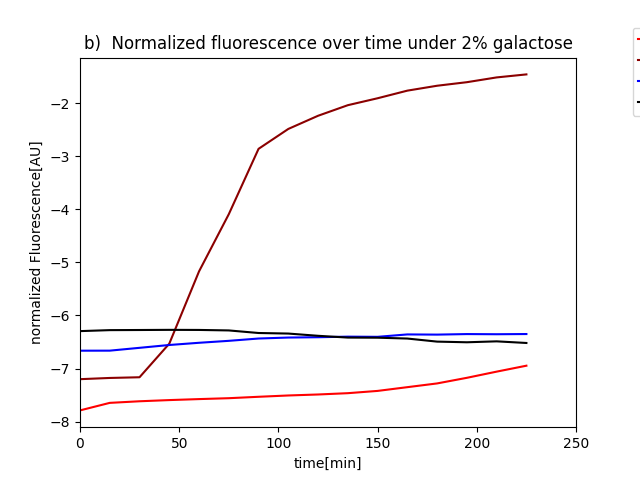 b)  Normalized fluorescence over time under 2% galactose
normalized Fluorescence[AU]
−2
−3
−4
−5
−6
−7
−8
0 50 100 150 200 250
time[min]